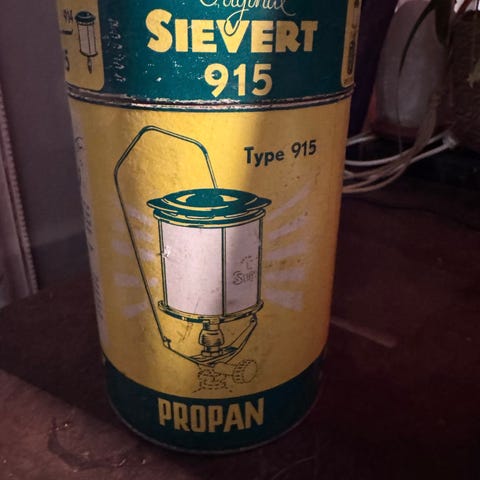 Original
SIEVERT
915
Type 915
PROPAN